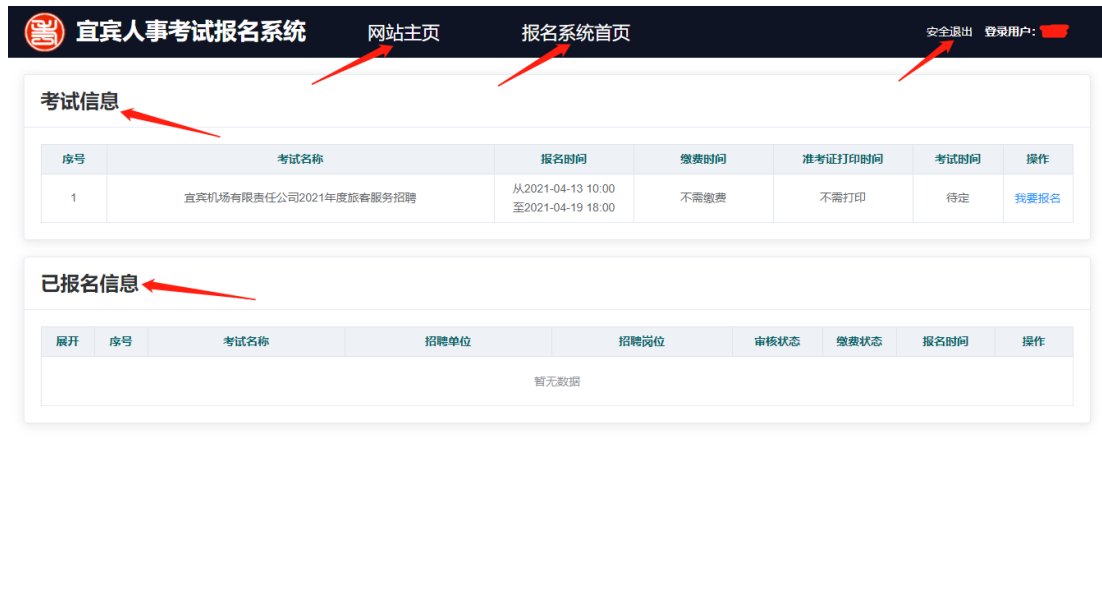 宜宾人事考试报名系统 网站主页 报名系统首页 安全退出 登录用户:
考试信息
序号 考试名称 报名时间 缴费时间 准考证打印时间 考试时间 操作
1 宜宾机场有限责任公司2021年度旅客服务招聘 从2021-04-13 10:00 不需缴费 不需打印 待定 我要报名
至2021-04-19 18:00
已报名信息
展开 序号 考试名称 招聘单位 招聘岗位 审核状态 缴费状态 报名时间 操作
暂无数据